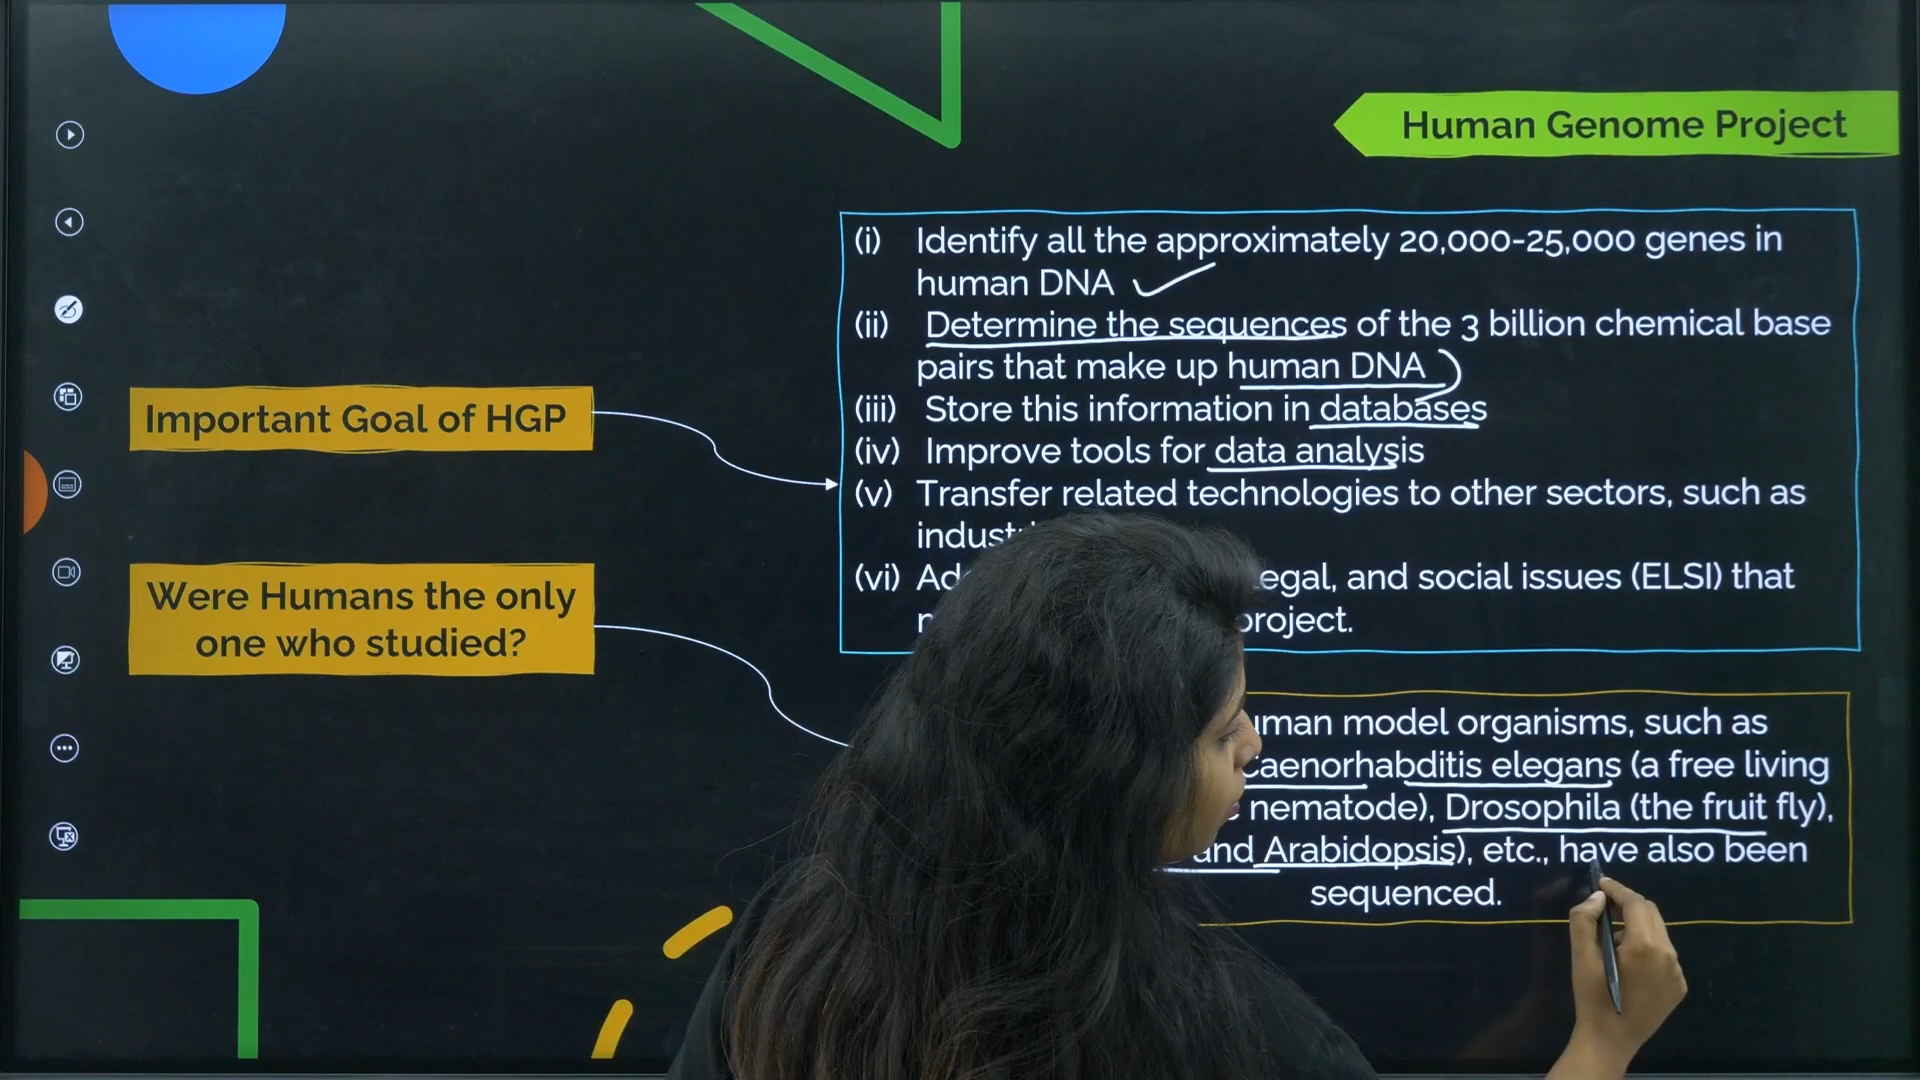 Human Genome Project
(i) Identify all the approximately 20,000-25,000 genes in
human DNA
(ii) Determine the sequences of the 3 billion chemical base
pairs that make up human DNA
(iii) Store this information in databases
(iv) Improve tools for data analysis
(v) Transfer related technologies to other sectors, such as
(vi) legal, and social issues (ELSI) that
project.
Important Goal of HGP
Were Humans the only
one who studied?
model organisms, such as
Caenorhabditis elegans (a free living
nematode), Drosophila (the fruit fly),
and Arabidopsis), etc., have also been
sequenced.